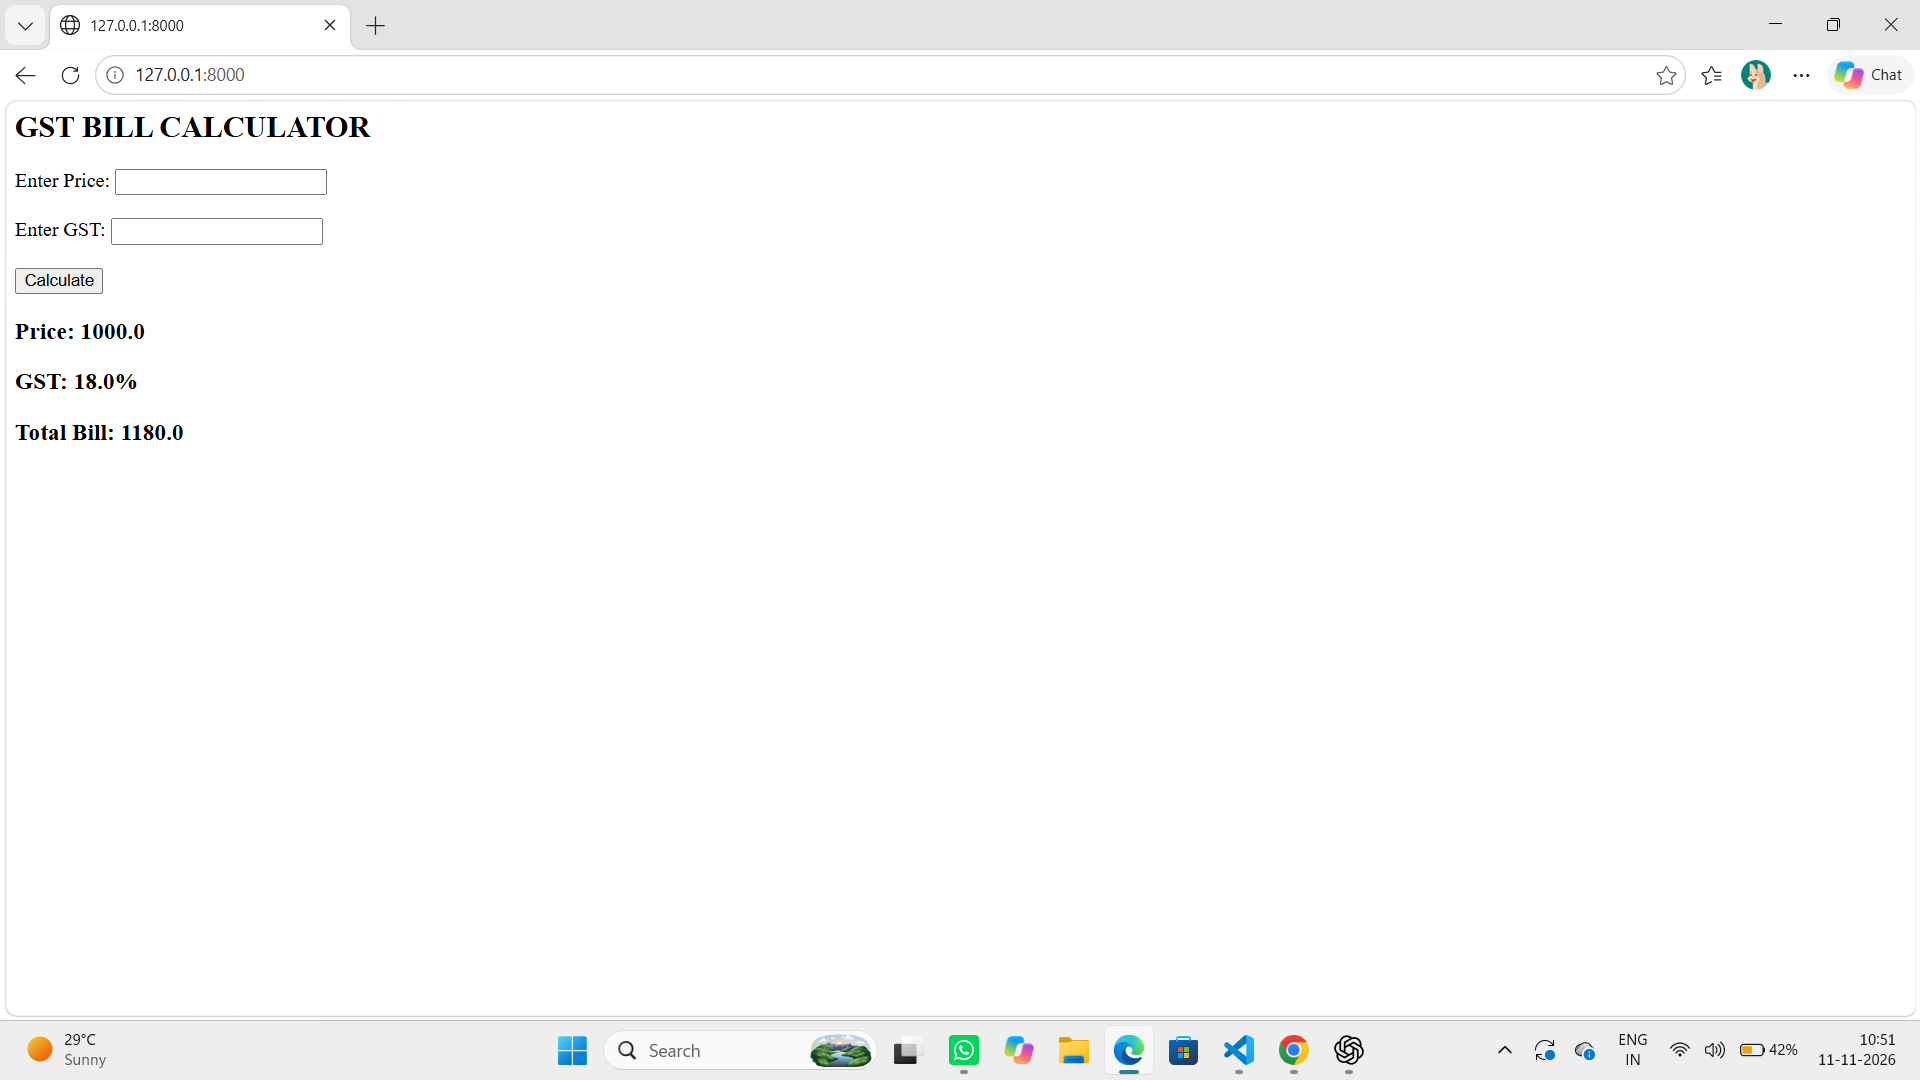 127.0.0.1:8000
127.0.0.1:8000
Chat
GST BILL CALCULATOR
Enter Price:
Enter GST:
Calculate
Price: 1000.0
GST: 18.0%
Total Bill: 1180.0
29°C
Sunny
Search
ENG
IN
42%
10:51
11-11-2026